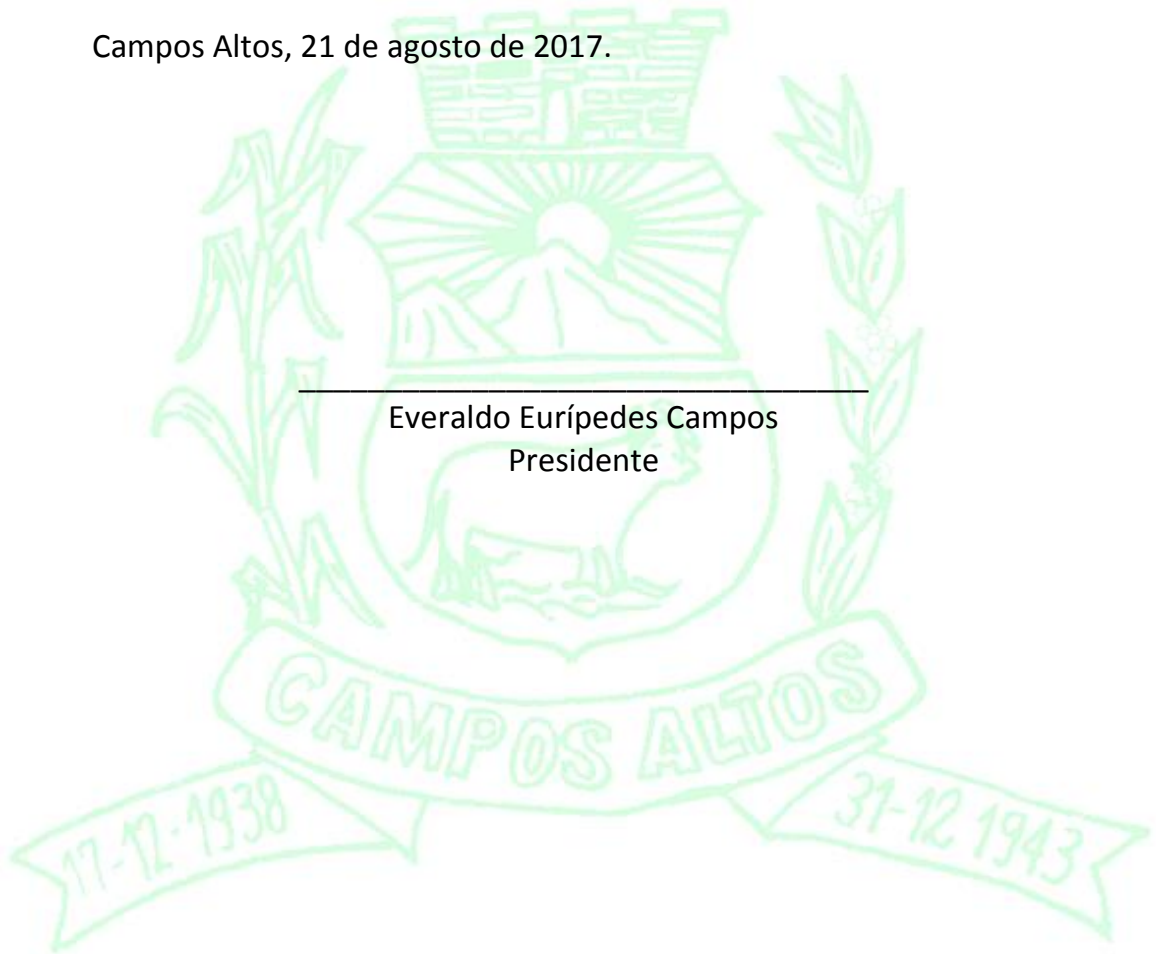 Campos Altos, 21 de agosto de 2017.
Everaldo Eurípedes Campos
Presidente
CAMPOS ALTOS
17-12-1938
31-12 1943